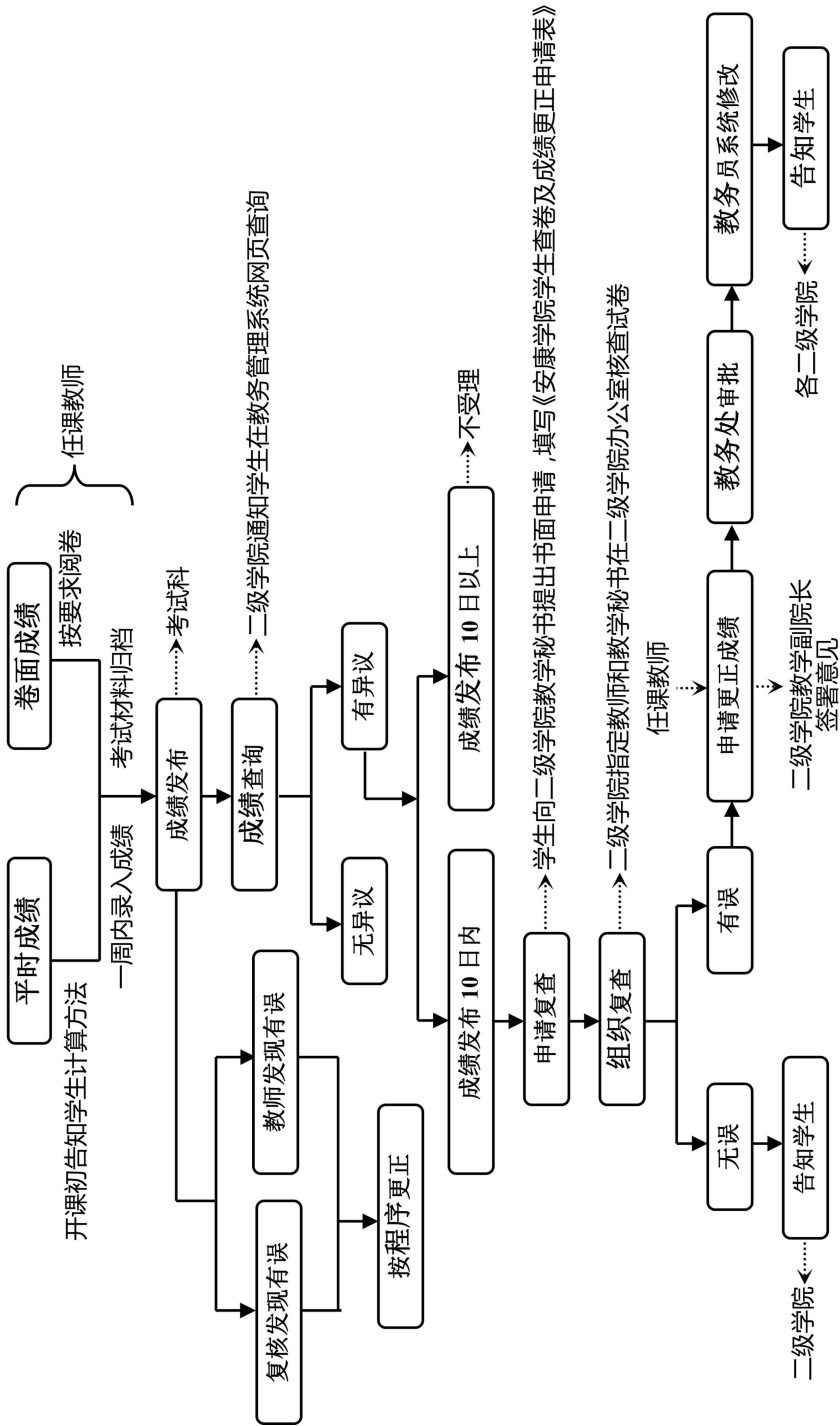 平时成绩
卷面成绩
开课初告知学生计算方法
按要求阅卷
任课教师
一周内录入成绩
考试材料归档
成绩发布
考试科
成绩查询
二级学院通知学生在教务管理系统网页查询
复核发现有误
教师发现有误
无异议
有异议
按程序更正
成绩发布 10 日内
成绩发布 10 日以上
不受理
申请复查
学生向二级学院教学秘书提出书面申请,填写《安康学院学生查卷及成绩更正申请表》
组织复查
二级学院指定教师和教学秘书在二级学院办公室核查试卷
任课教师
无误
有误
申请更正成绩
教务处审批
教务员系统修改
告知学生
二级学院
二级学院教学副院长
签署意见
告知学生
各二级学院